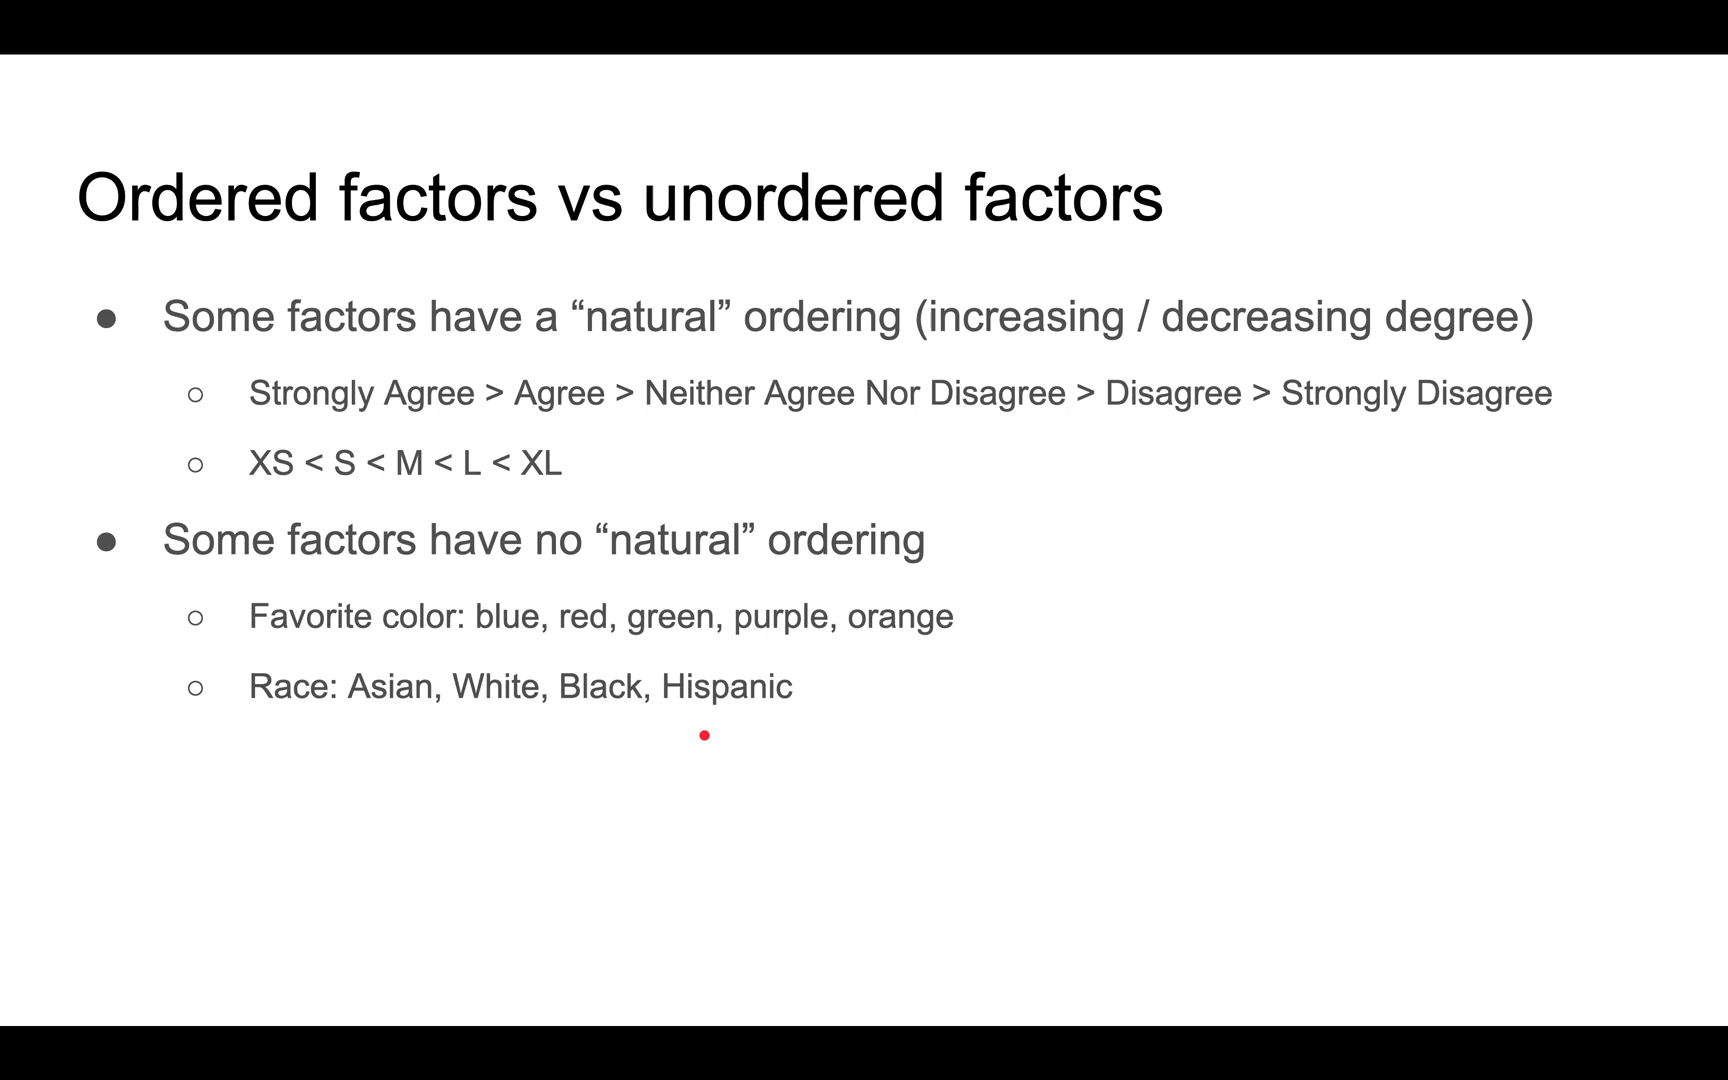 Ordered factors vs unordered factors
● Some factors have a “natural” ordering (increasing / decreasing degree)
○ Strongly Agree > Agree > Neither Agree Nor Disagree > Disagree > Strongly Disagree
○ XS < S < M < L < XL
● Some factors have no “natural” ordering
○ Favorite color: blue, red, green, purple, orange
○ Race: Asian, White, Black, Hispanic